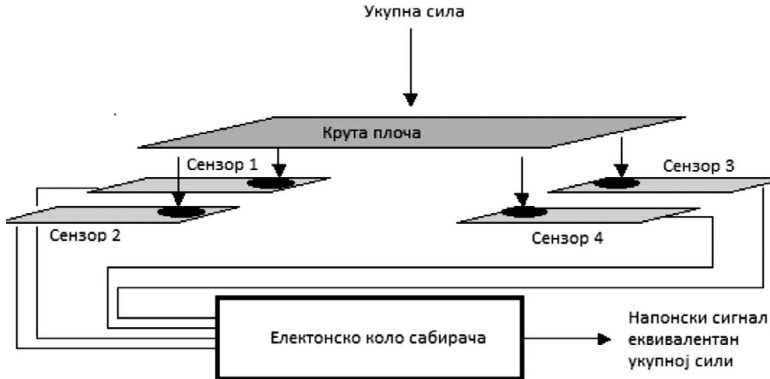 Укупна сила
Крута плоча
Сензор 1
Сензор 3
Сензор 2
Сензор 4
Електонско коло сабирача
Напонски сигнал
еквивалентан
укупној сили